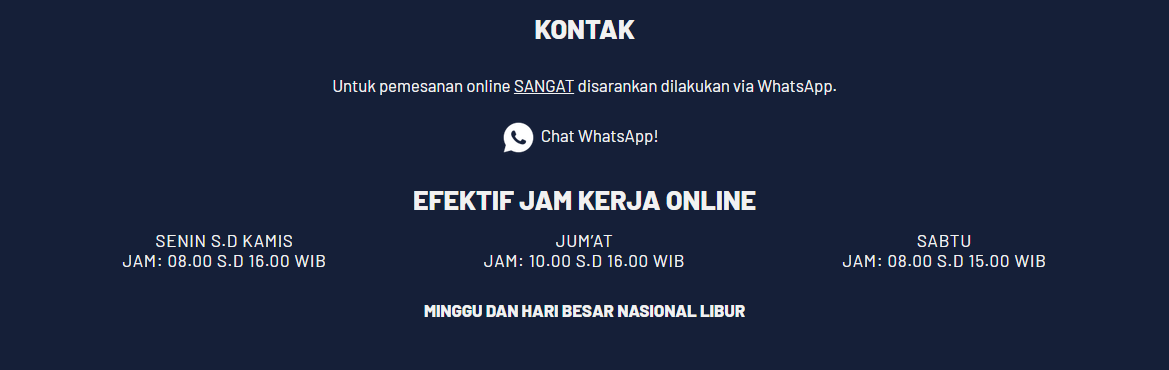 KONTAK
Untuk pemesanan online SANGAT disarankan dilakukan via WhatsApp.
Chat WhatsApp!
EFEKTIF JAM KERJA ONLINE
SENIN S.D KAMIS
JAM: 08.00 S.D 16.00 WIB
JUM’AT
JAM: 10.00 S.D 16.00 WIB
SABTU
JAM: 08.00 S.D 15.00 WIB
MINGGU DAN HARI BESAR NASIONAL LIBUR